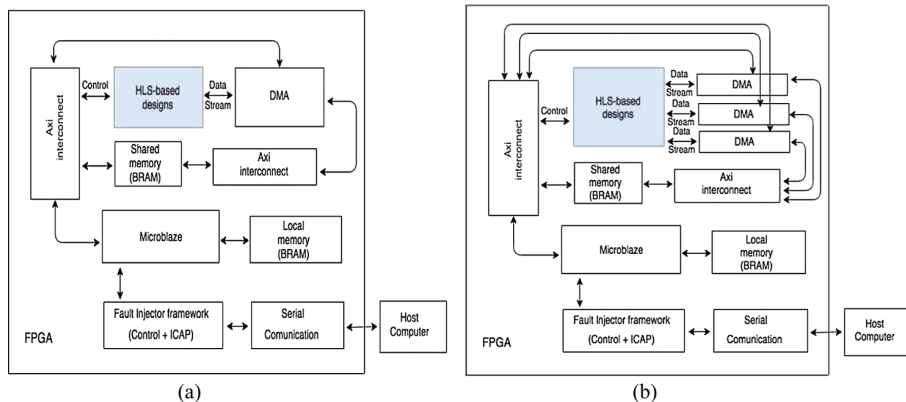 Axi
interconnect
Control
HLS-based
designs
Data
Stream
DMA
Shared
memory
(BRAM)
Axi
interconnect
Microblaze
Local
memory
(BRAM)
Fault Injector framework
(Control + ICAP)
Serial
Comunication
Host
Computer
FPGA
(a)
Axi
interconnect
Control
HLS-based
designs
Data
Stream
DMA
Data
Stream
DMA
Data
Stream
DMA
Shared
memory
(BRAM)
Axi
interconnect
Microblaze
Local
memory
(BRAM)
Fault Injector framework
(Control + ICAP)
Serial
Comunication
Host
Computer
FPGA
(b)